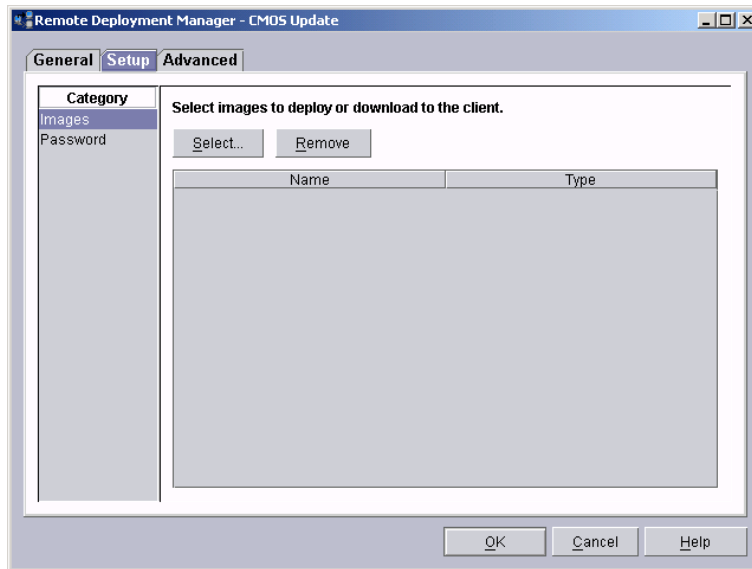 Remote Deployment Manager - CMOS Update
General Setup Advanced
Category
Images
Password
Select images to deploy or download to the client.
Select... Remove
Name Type
OK Cancel Help